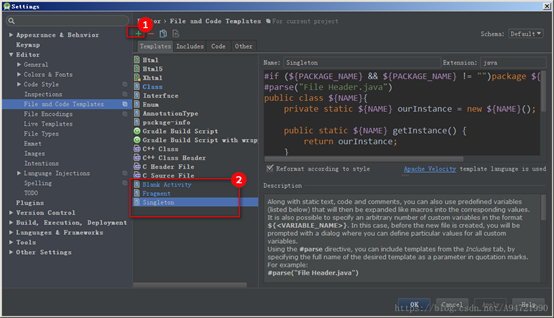 Settings
1
Editor › File and Code Templates For current project
Schema: Default
Appearance & Behavior
Keymap
Editor
General
Colors & Fonts
Code Style
Inspections
File and Code Templates
File Encodings
Live Templates
File Types
Emmet
Images
Intentions
Language Injections
Spelling
TODO
Plugins
Version Control
Build, Execution, Deployment
Languages & Frameworks
Tools
Other Settings
Templates Includes Code Other
Html
Html5
Xhtml
Class
Interface
Enum
AnnotationType
package-info
Gradle Build Script
Gradle Build Script with wrap
C++ Class
C++ Class Header
C Header File
C Source File
Blank Activity
Fragment
Singleton
2
Name: Singleton Extension: java
#if (${PACKAGE_NAME} && ${PACKAGE_NAME} != "")package ${
#parse("File Header.java")
public class ${NAME}{
private static ${NAME} ourInstance = new ${NAME}();
public static ${NAME} getInstance() {
return ourInstance;
}
Reformat according to style Apache Velocity template language is used
Description
Along with static text, code and comments, you can also use predefined variables
(listed below) that will then be expanded like macros into the corresponding values.
It is also possible to specify an arbitrary number of custom variables in the format
${<VARIABLE_NAME>}. In this case, before the new file is created, you will be
prompted with a dialog where you can define particular values for all custom
variables.
Using the #parse directive, you can include templates from the Includes tab, by
specifying the full name of the desired template as a parameter in quotation marks.
For example:
#parse("File Header.java")
OK Cancel Apply Help
https://blog.csdn.net/A94721990